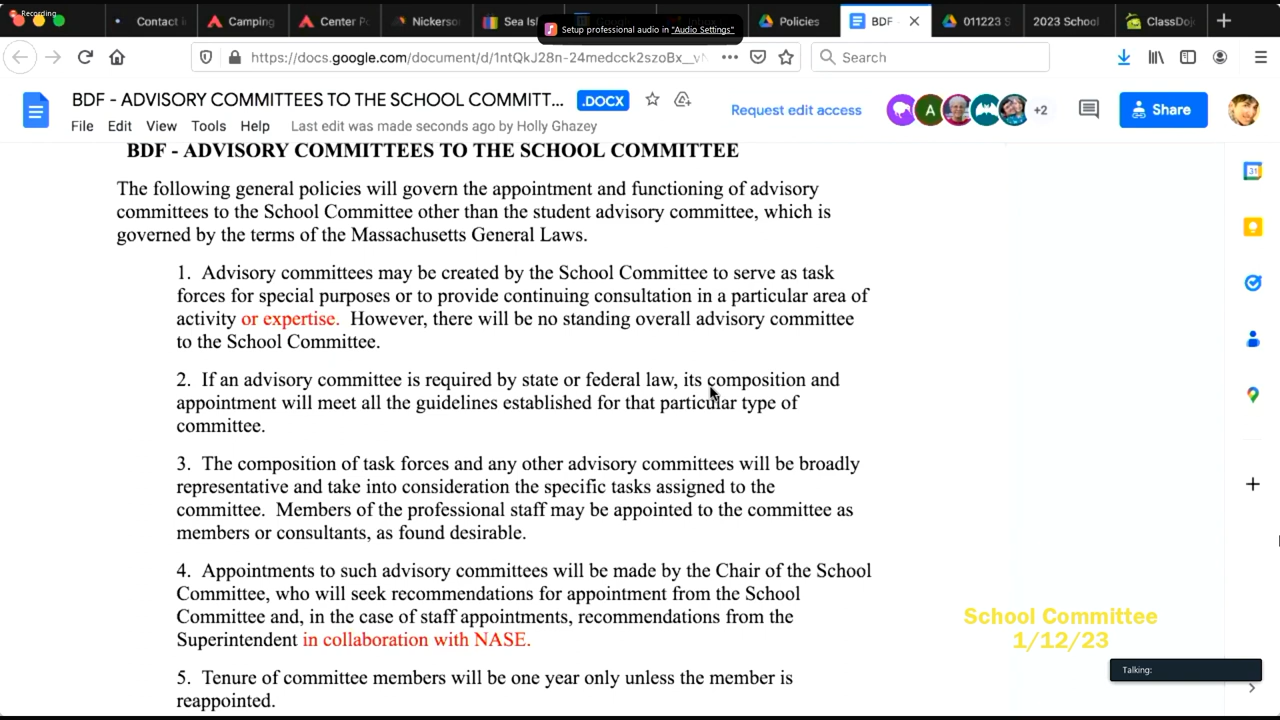 Recording
Contact
Camping
Center Po
Nickerson
Sea Isl
Policies
BDF -
011223 S
2023 School
ClassDoj
Setup professional audio in "Audio Settings"
https://docs.google.com/document/d/1ntQkJ28n-24medcck2szoBx_
Search
BDF - ADVISORY COMMITTEES TO THE SCHOOL COMMITT... .DOCX
Request edit access
A
+2
Share
File Edit View Tools Help Last edit was made seconds ago by Holly Ghazey
31
BDF - ADVISORY COMMITTEES TO THE SCHOOL COMMITTEE
The following general policies will govern the appointment and functioning of advisory
committees to the School Committee other than the student advisory committee, which is
governed by the terms of the Massachusetts General Laws.
1. Advisory committees may be created by the School Committee to serve as task
forces for special purposes or to provide continuing consultation in a particular area of
activity or expertise. However, there will be no standing overall advisory committee
to the School Committee.
2. If an advisory committee is required by state or federal law, its composition and
appointment will meet all the guidelines established for that particular type of
committee.
3. The composition of task forces and any other advisory committees will be broadly
representative and take into consideration the specific tasks assigned to the
committee. Members of the professional staff may be appointed to the committee as
members or consultants, as found desirable.
4. Appointments to such advisory committees will be made by the Chair of the School
Committee, who will seek recommendations for appointment from the School
Committee and, in the case of staff appointments, recommendations from the
Superintendent in collaboration with NASE.
5. Tenure of committee members will be one year only unless the member is
reappointed.
School Committee
1/12/23
Talking: